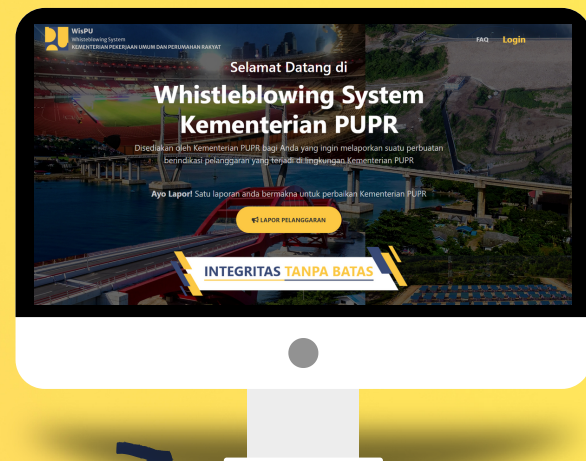 WisPU
Whistleblowing System
KEMENTERIAN PEKERJAAN UMUM DAN PERUMAHAN RAKYAT
FAQ Login
Selamat Datang di
Whistleblowing System
Kementerian PUPR
Disediakan oleh Kementerian PUPR bagi Anda yang ingin melaporkan suatu perbuatan
berindikasi pelanggaran yang terjadi di lingkungan Kementerian PUPR
Ayo Lapor! Satu laporan anda bermakna untuk perbaikan Kementerian PUPR
LAPOR PELANGGARAN
INTEGRITAS TANPA BATAS